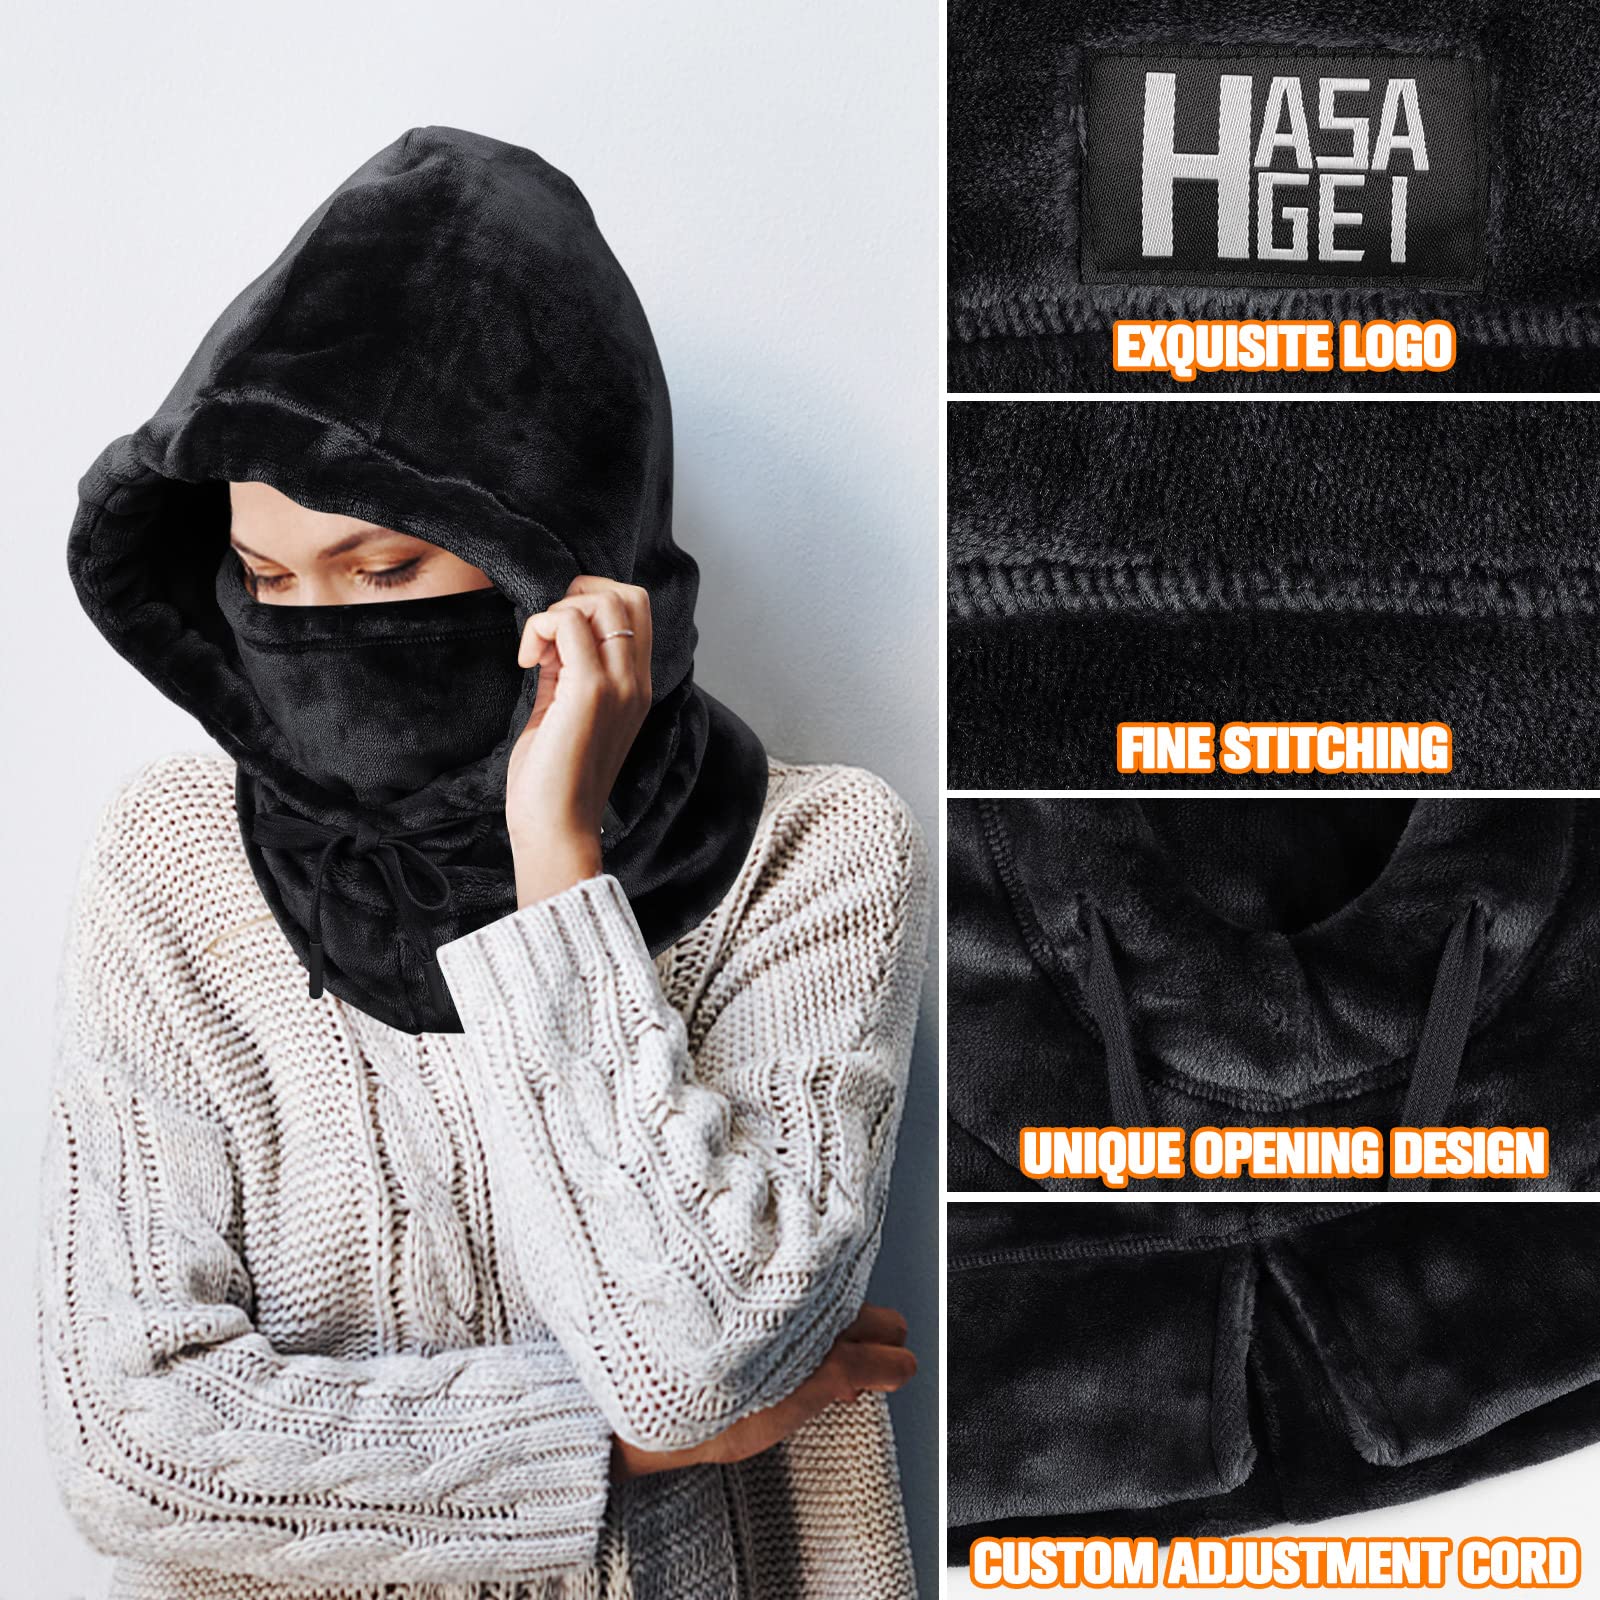 HASA
GEI
EXQUISITE LOGO
FINE STITCHING
UNIQUE OPENING DESIGN
CUSTOM ADJUSTMENT CORD